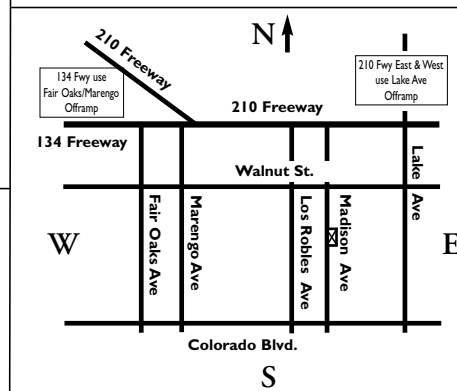 N
210 Freeway
134 Fwy use
Fair Oaks/Marengo
Offramp
210 Fwy East & West
use Lake Ave
Offramp
210 Freeway
134 Freeway
Walnut St.
Lake Ave
Fair Oaks Ave
Marengo Ave
Los Robles Ave
Madison Ave
W
E
Colorado Blvd.
S